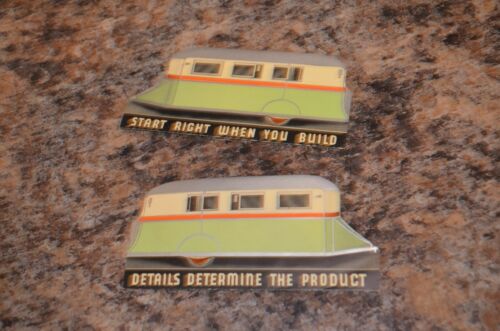 START RIGHT WHEN YOU BUILD
DETAILS DETERMINE THE PRODUCT